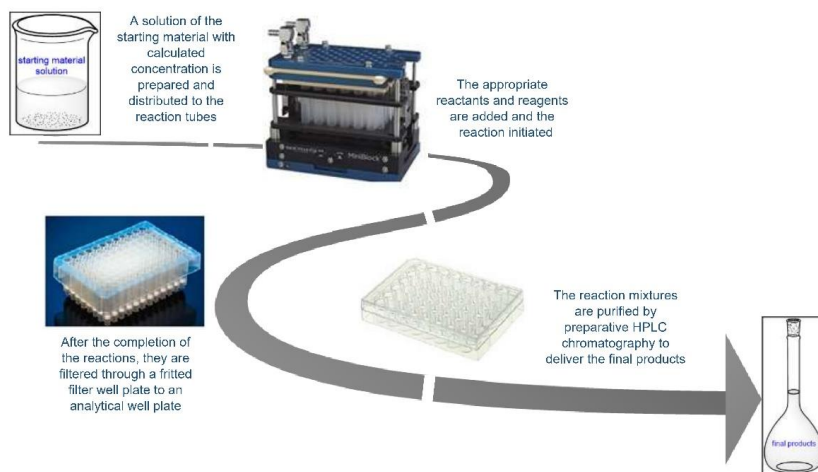 starting material
solution
A solution of the
starting material with
calculated
concentration is
prepared and
distributed to the
reaction tubes
MiniBlock
The appropriate
reactants and reagents
are added and the
reaction initiated
After the completion of
the reactions, they are
filtered through a fritted
filter well plate to an
analytical well plate
The reaction mixtures
are purified by
preparative HPLC
chromatography to
deliver the final products
final products